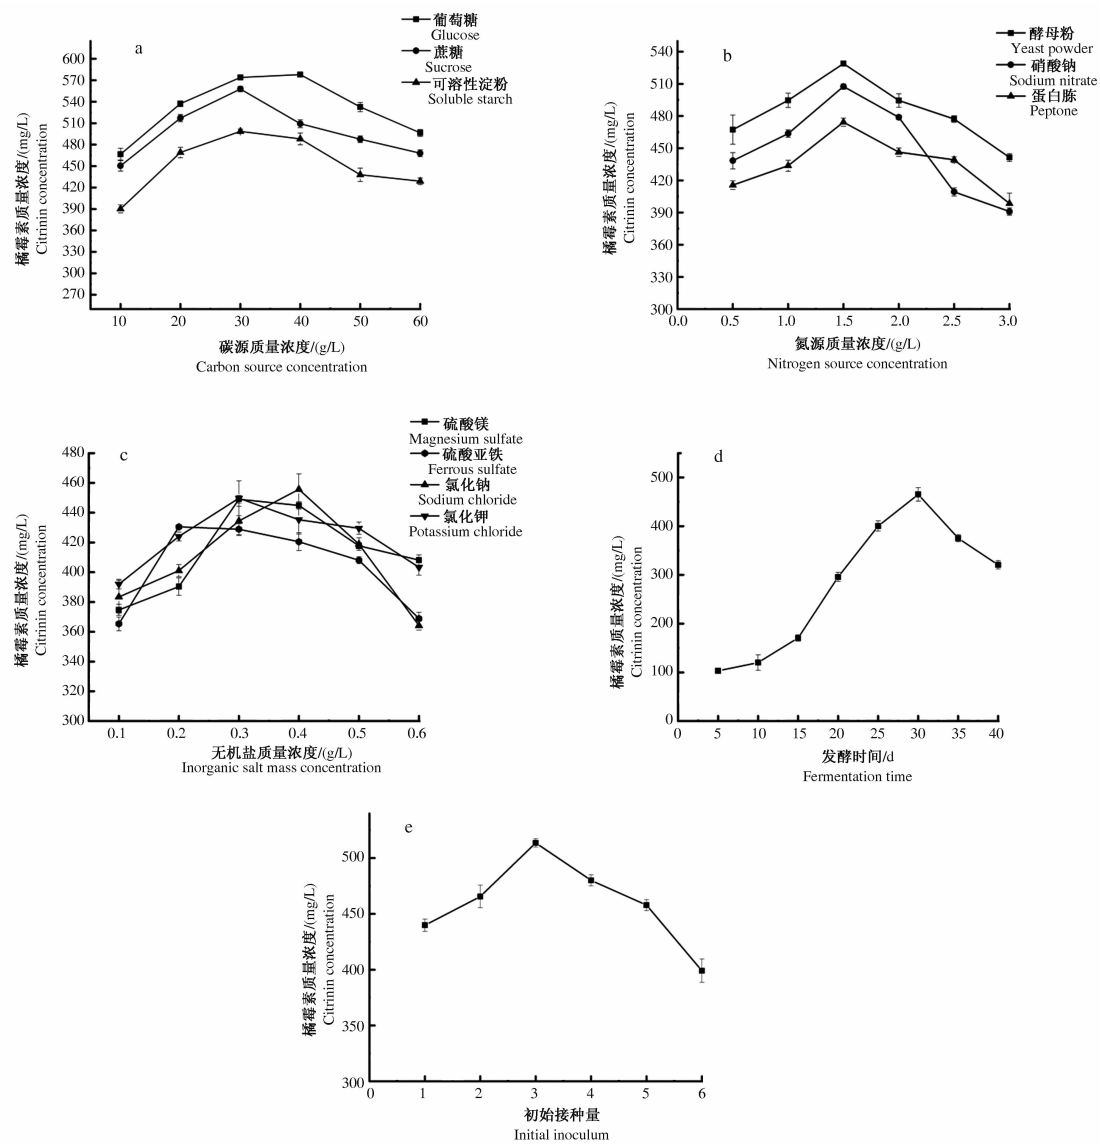 a
葡萄糖
Glucose
蔗糖
Sucrose
可溶性淀粉
Soluble starch
橘霉素质量浓度/(mg/L)
Citrinin concentration
600
570
540
510
480
450
420
390
360
330
300
270
10 20 30 40 50 60
碳源质量浓度/(g/L)
Carbon source concentration
b
酵母粉
Yeast powder
硝酸钠
Sodium nitrate
蛋白胨
Peptone
橘霉素质量浓度/(mg/L)
Citrinin concentration
540
510
480
450
420
390
360
330
300
0.0 0.5 1.0 1.5 2.0 2.5 3.0
氮源质量浓度/(g/L)
Nitrogen source concentration
c
硫酸镁
Magnesium sulfate
硫酸亚铁
Ferrous sulfate
氯化钠
Sodium chloride
氯化钾
Potassium chloride
橘霉素质量浓度/(mg/L)
Citrinin concentration
480
460
440
420
400
380
360
340
320
300
0.1 0.2 0.3 0.4 0.5 0.6
无机盐质量浓度/(g/L)
Inorganic salt mass concentration
d
橘霉素质量浓度/(mg/L)
Citrinin concentration
500
400
300
200
100
0
0 5 10 15 20 25 30 35 40
发酵时间/d
Fermentation time
e
橘霉素质量浓度/(mg/L)
Citrinin concentration
500
450
400
350
300
0 1 2 3 4 5 6
初始接种量
Initial inoculum